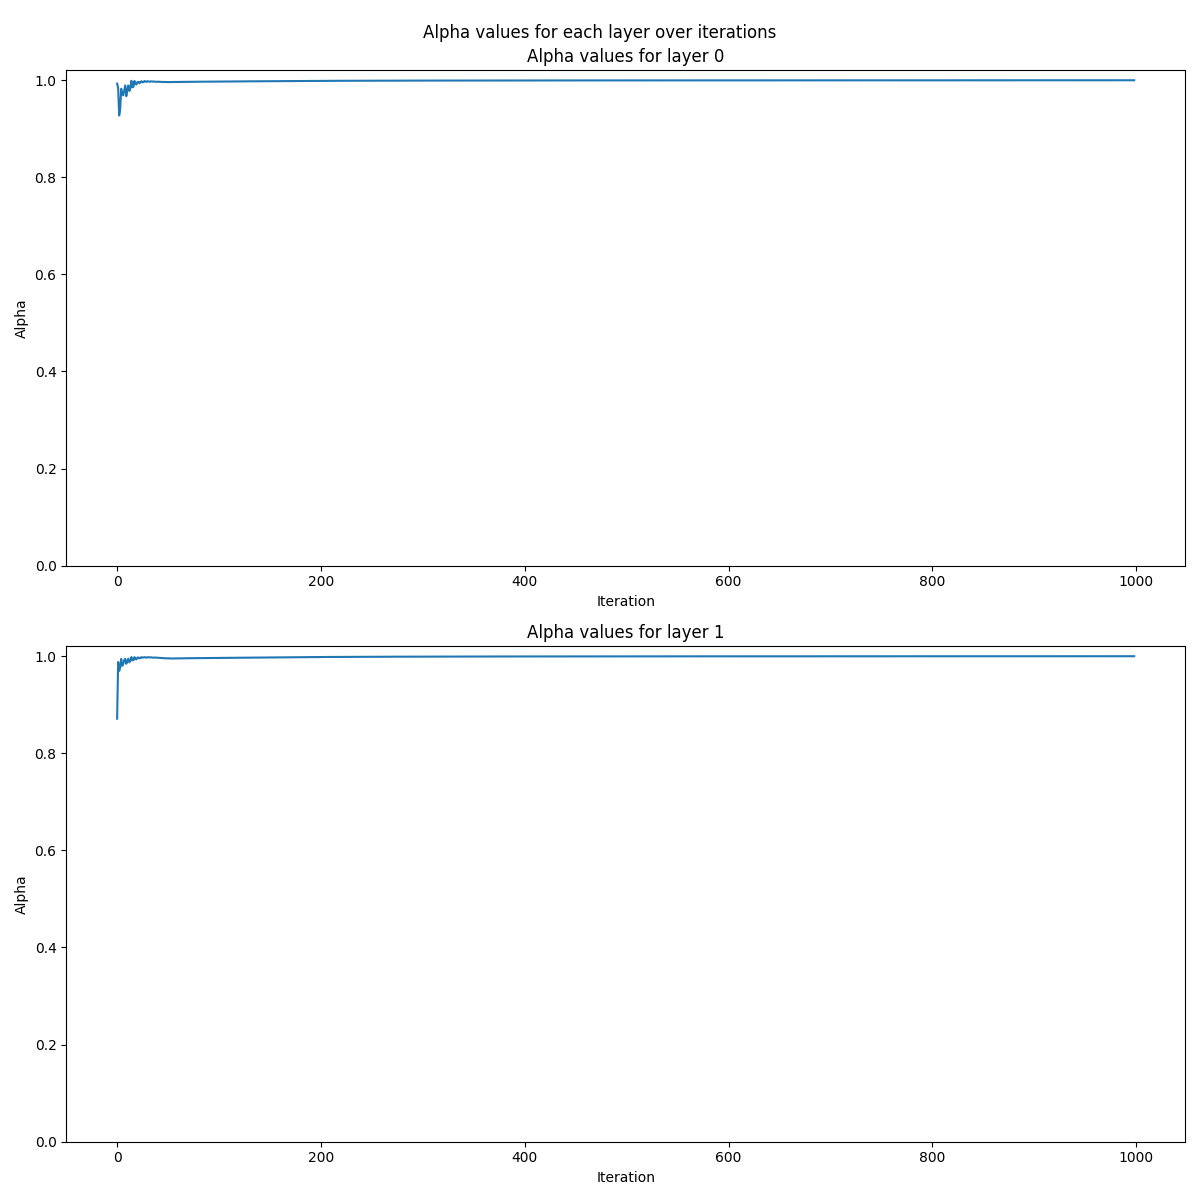 Alpha values for each layer over iterations
Alpha values for layer 0
1.0
0.8
0.6
0.4
0.2
0.0
Alpha
0 200 400 600 800 1000
Iteration
Alpha values for layer 1
1.0
0.8
0.6
0.4
0.2
0.0
Alpha
0 200 400 600 800 1000
Iteration